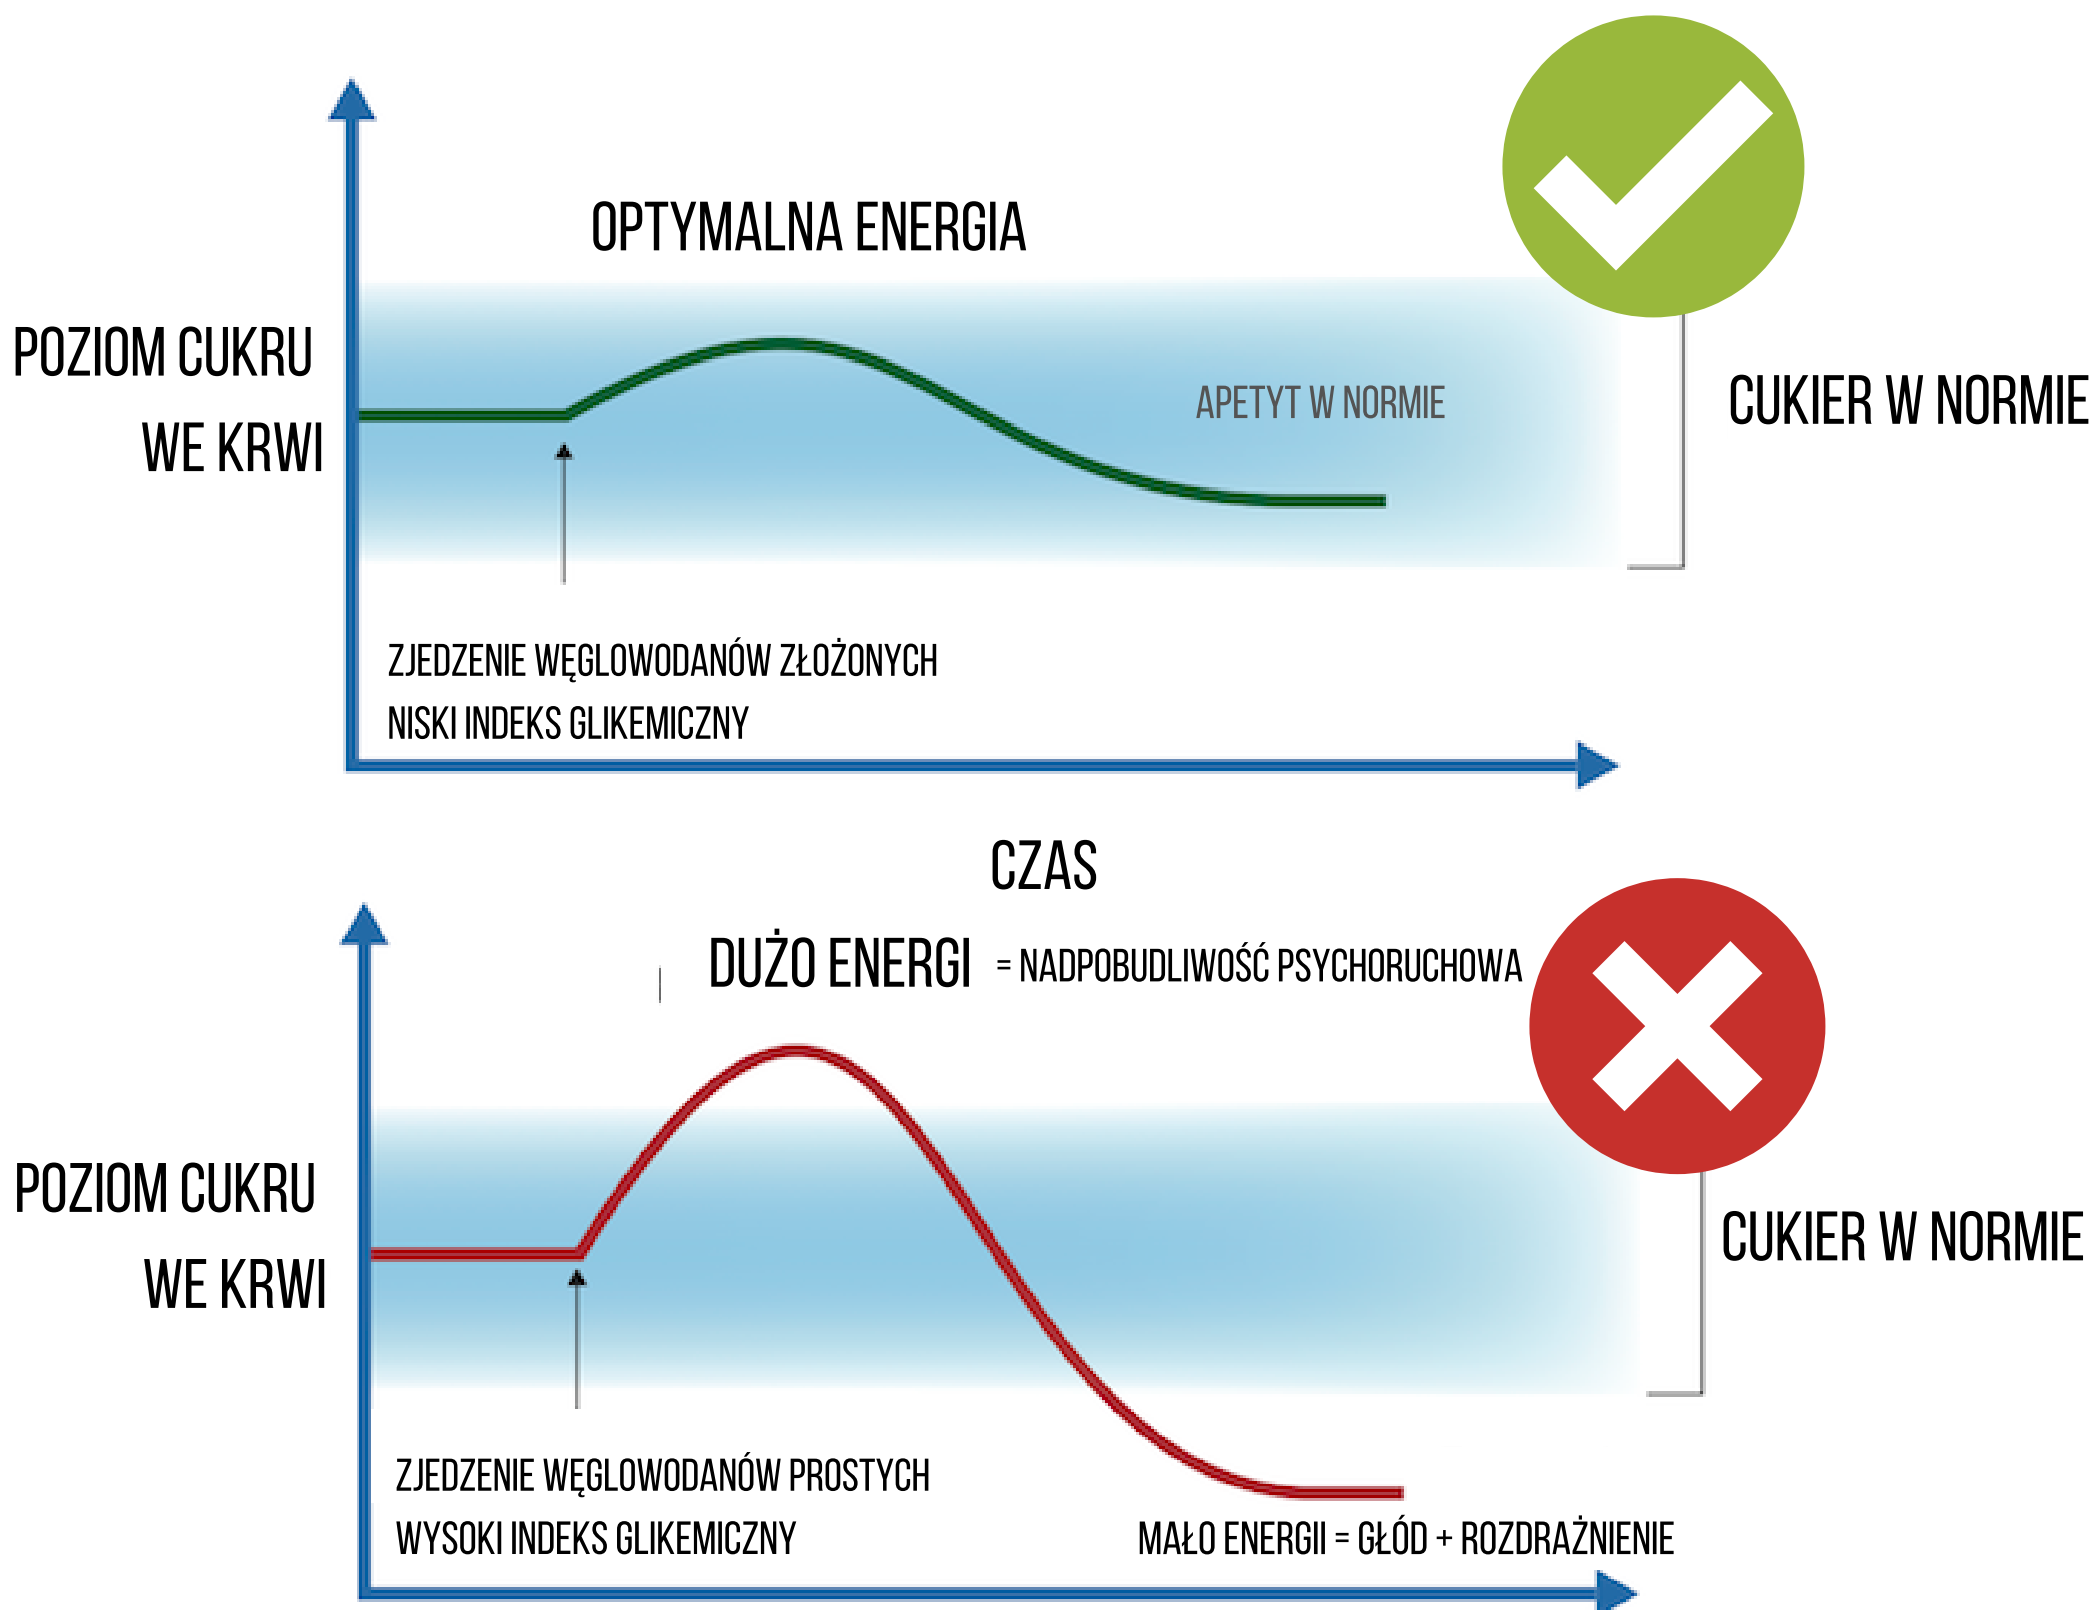 OPTYMALNA ENERGIA
POZIOM CUKRU
WE KRWI
APETYT W NORMIE
CUKIER W NORMIE
ZJEDZENIE WĘGLOWODANÓW ZŁOŻONYCH
NISKI INDEKS GLIKEMICZNY
CZAS
DUŻO ENERGI = NADPOBUDLIWOŚĆ PSYCHORUCHOWA
POZIOM CUKRU
WE KRWI
CUKIER W NORMIE
ZJEDZENIE WĘGLOWODANÓW PROSTYCH
WYSOKI INDEKS GLIKEMICZNY
MAŁO ENERGII = GŁÓD + ROZDRAŻNIENIE